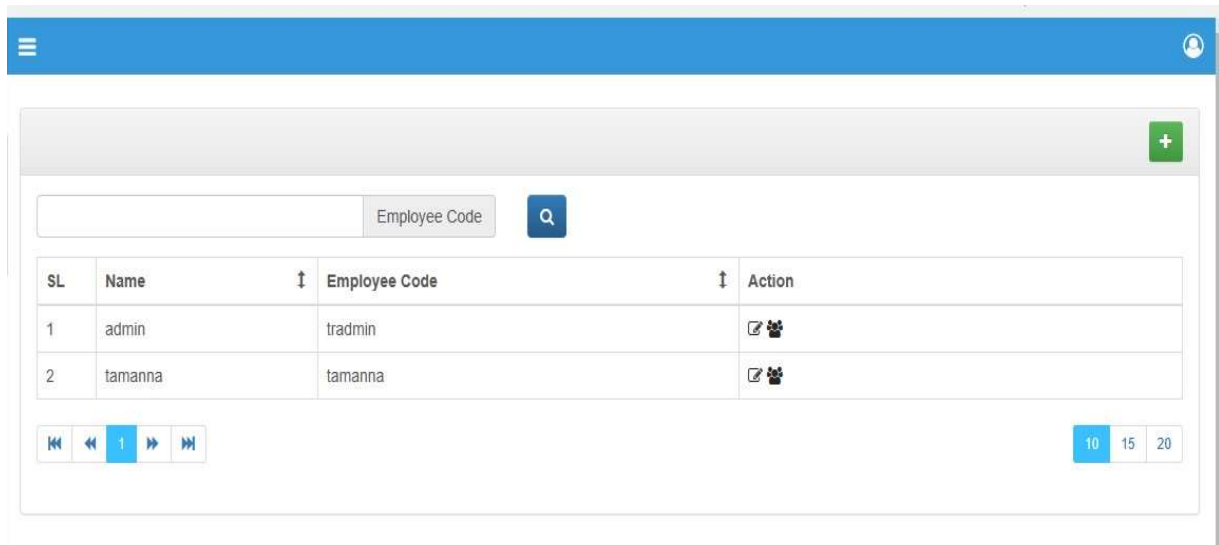 Employee Code
SL Name Employee Code Action
1 admin tradmin
2 tamanna tamanna
1 10 15 20